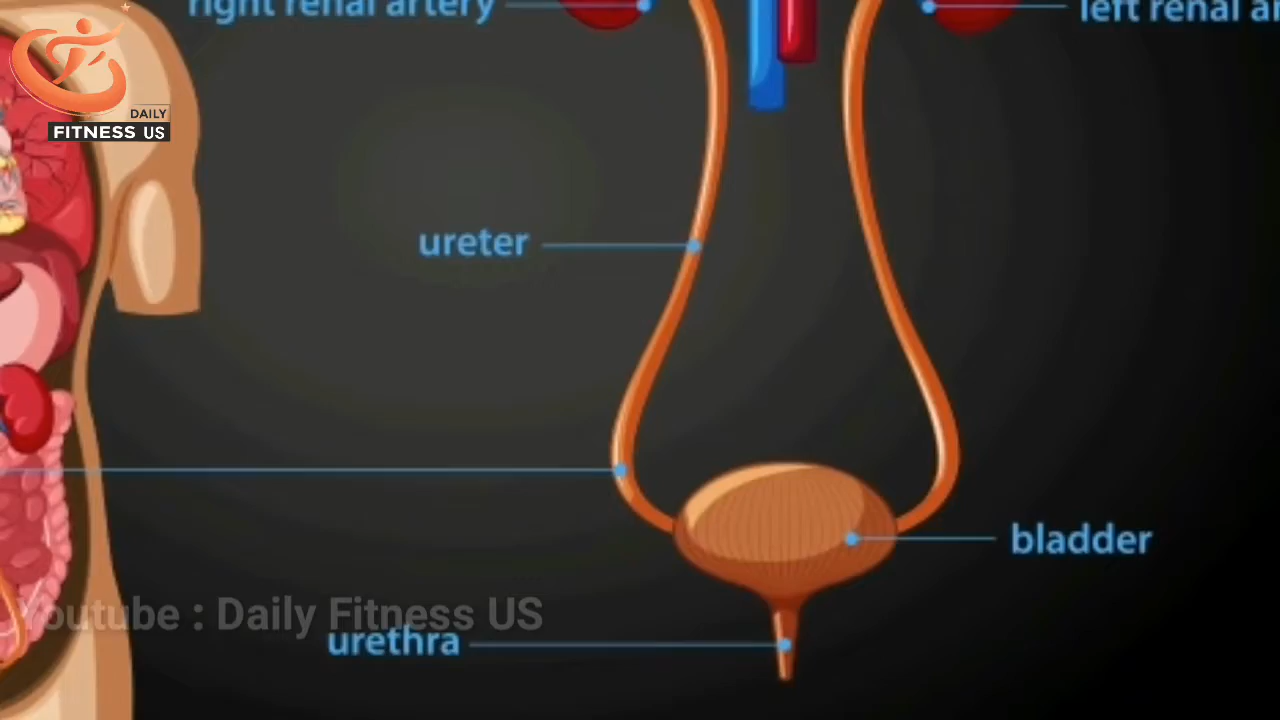 right renal artery
left renal ar
DAILY
FITNESS US
ureter
bladder
Youtube : Daily Fitness US
urethra